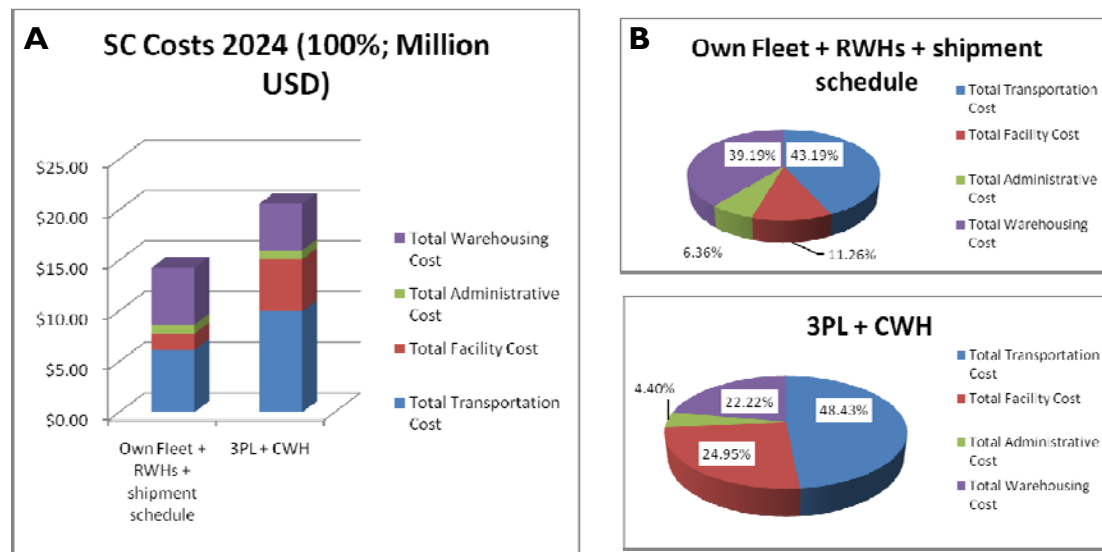 A
SC Costs 2024 (100%; Million
USD)
$25.00
$20.00
$15.00
$10.00
$5.00
$0.00
Own Fleet +
RWHs +
shipment
schedule
3PL + CWH
Total Warehousing
Cost
Total Administrative
Cost
Total Facility Cost
Total Transportation
Cost
B
Own Fleet + RWHs + shipment
schedule
39.19%
43.19%
6.36%
11.26%
Total Transportation
Cost
Total Facility Cost
Total Administrative
Cost
Total Warehousing
Cost
3PL + CWH
4.40%
22.22%
48.43%
24.95%
Total Transportation
Cost
Total Facility Cost
Total Administrative
Cost
Total Warehousing
Cost